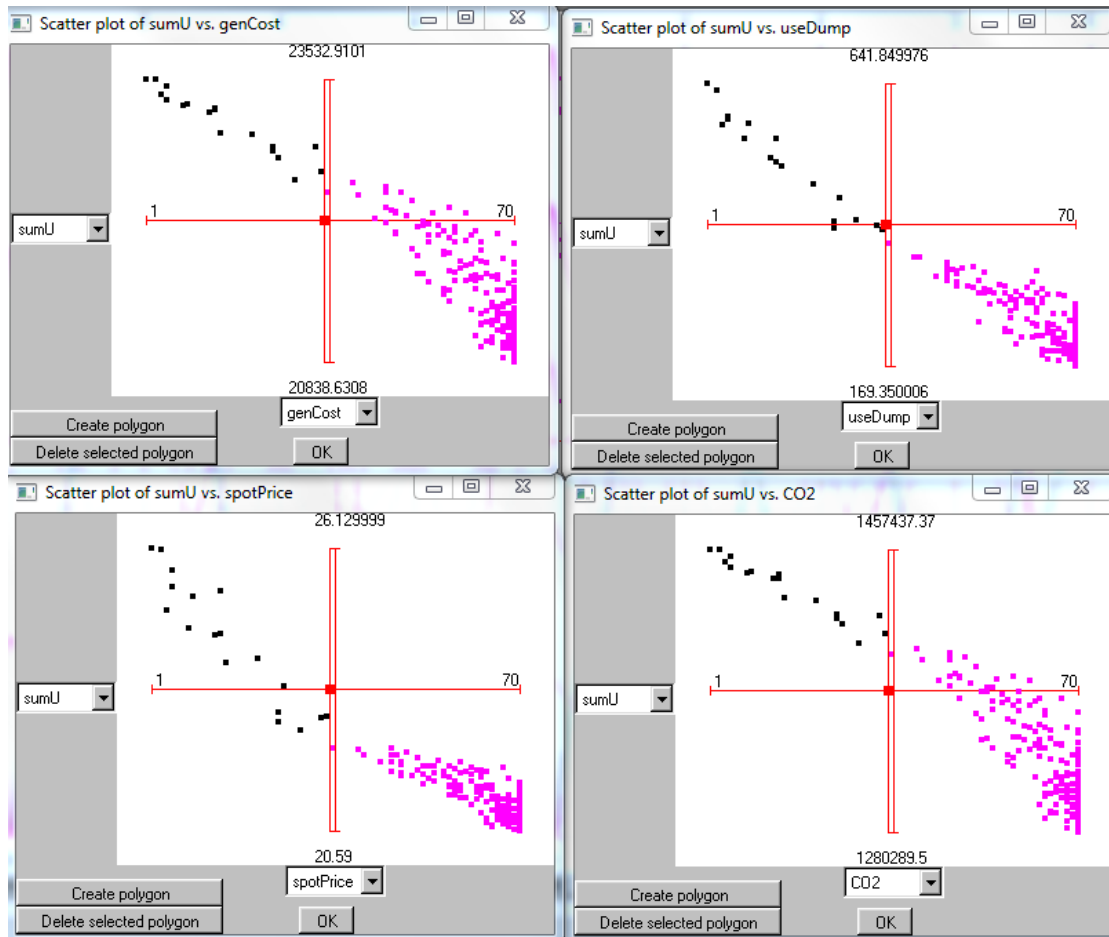 Scatter plot of sumU vs. genCost
23532.9101
1
70
sumU
20838.6308
genCost
Create polygon
Delete selected polygon
OK
Scatter plot of sumU vs. useDump
641.849976
1
70
sumU
169.350006
useDump
Create polygon
Delete selected polygon
OK
Scatter plot of sumU vs. spotPrice
26.129999
1
70
sumU
20.59
spotPrice
Create polygon
Delete selected polygon
OK
Scatter plot of sumU vs. CO2
1457437.37
1
70
sumU
1280289.5
CO2
Create polygon
Delete selected polygon
OK